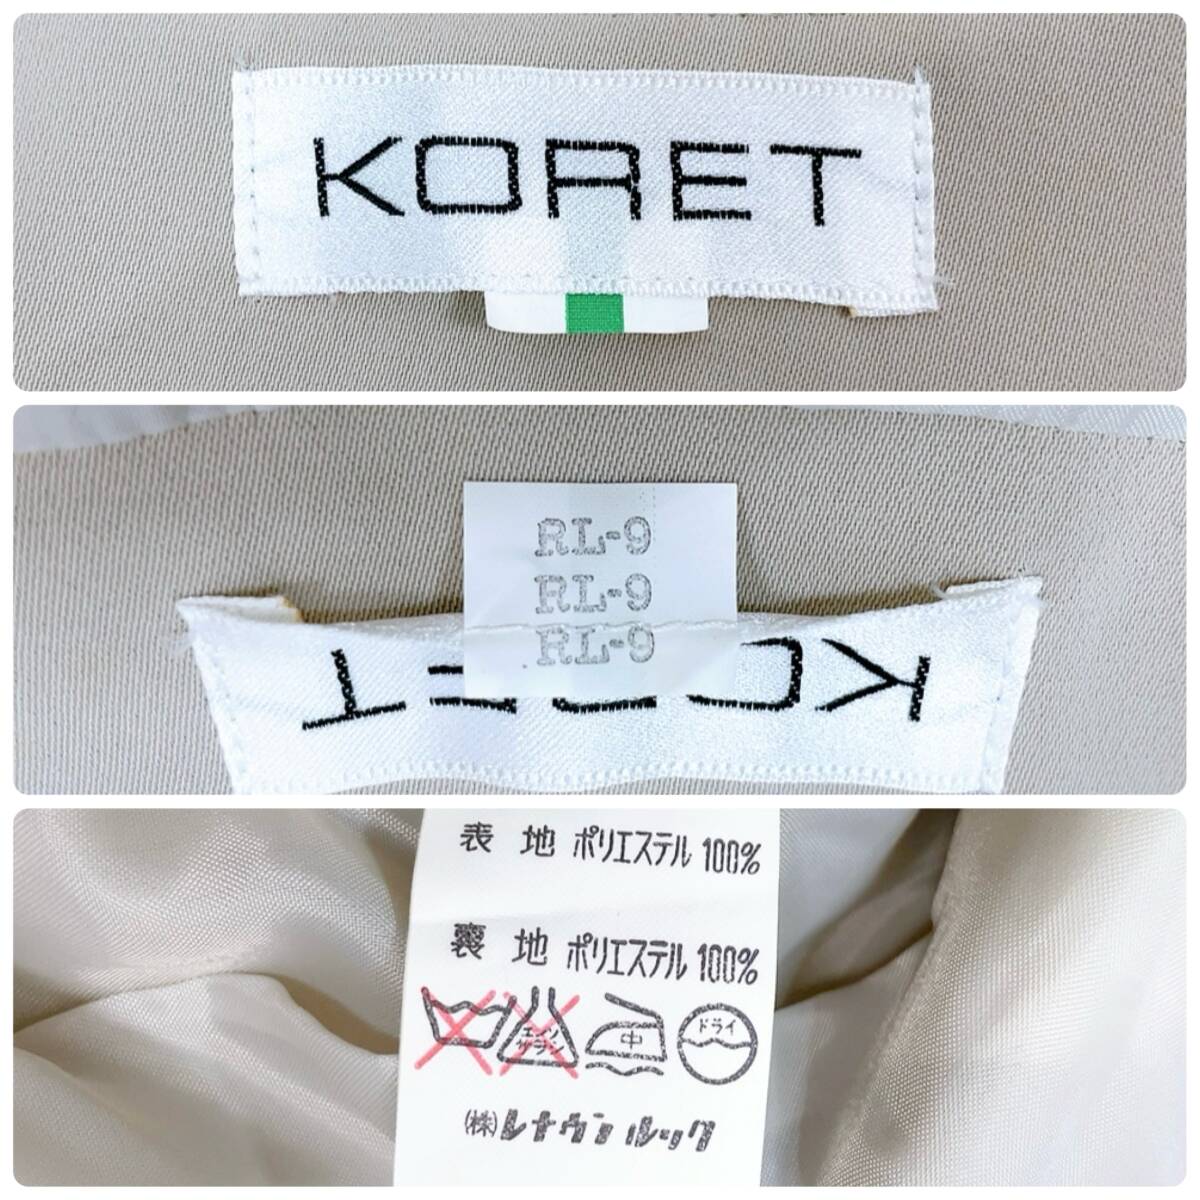 KORET
RL-9
RL-9
RL-9
KORET
表地 ポリエステル 100%
裏地 ポリエステル 100%
エンソ サラシ 中 ドライ
(株)レナウンルック